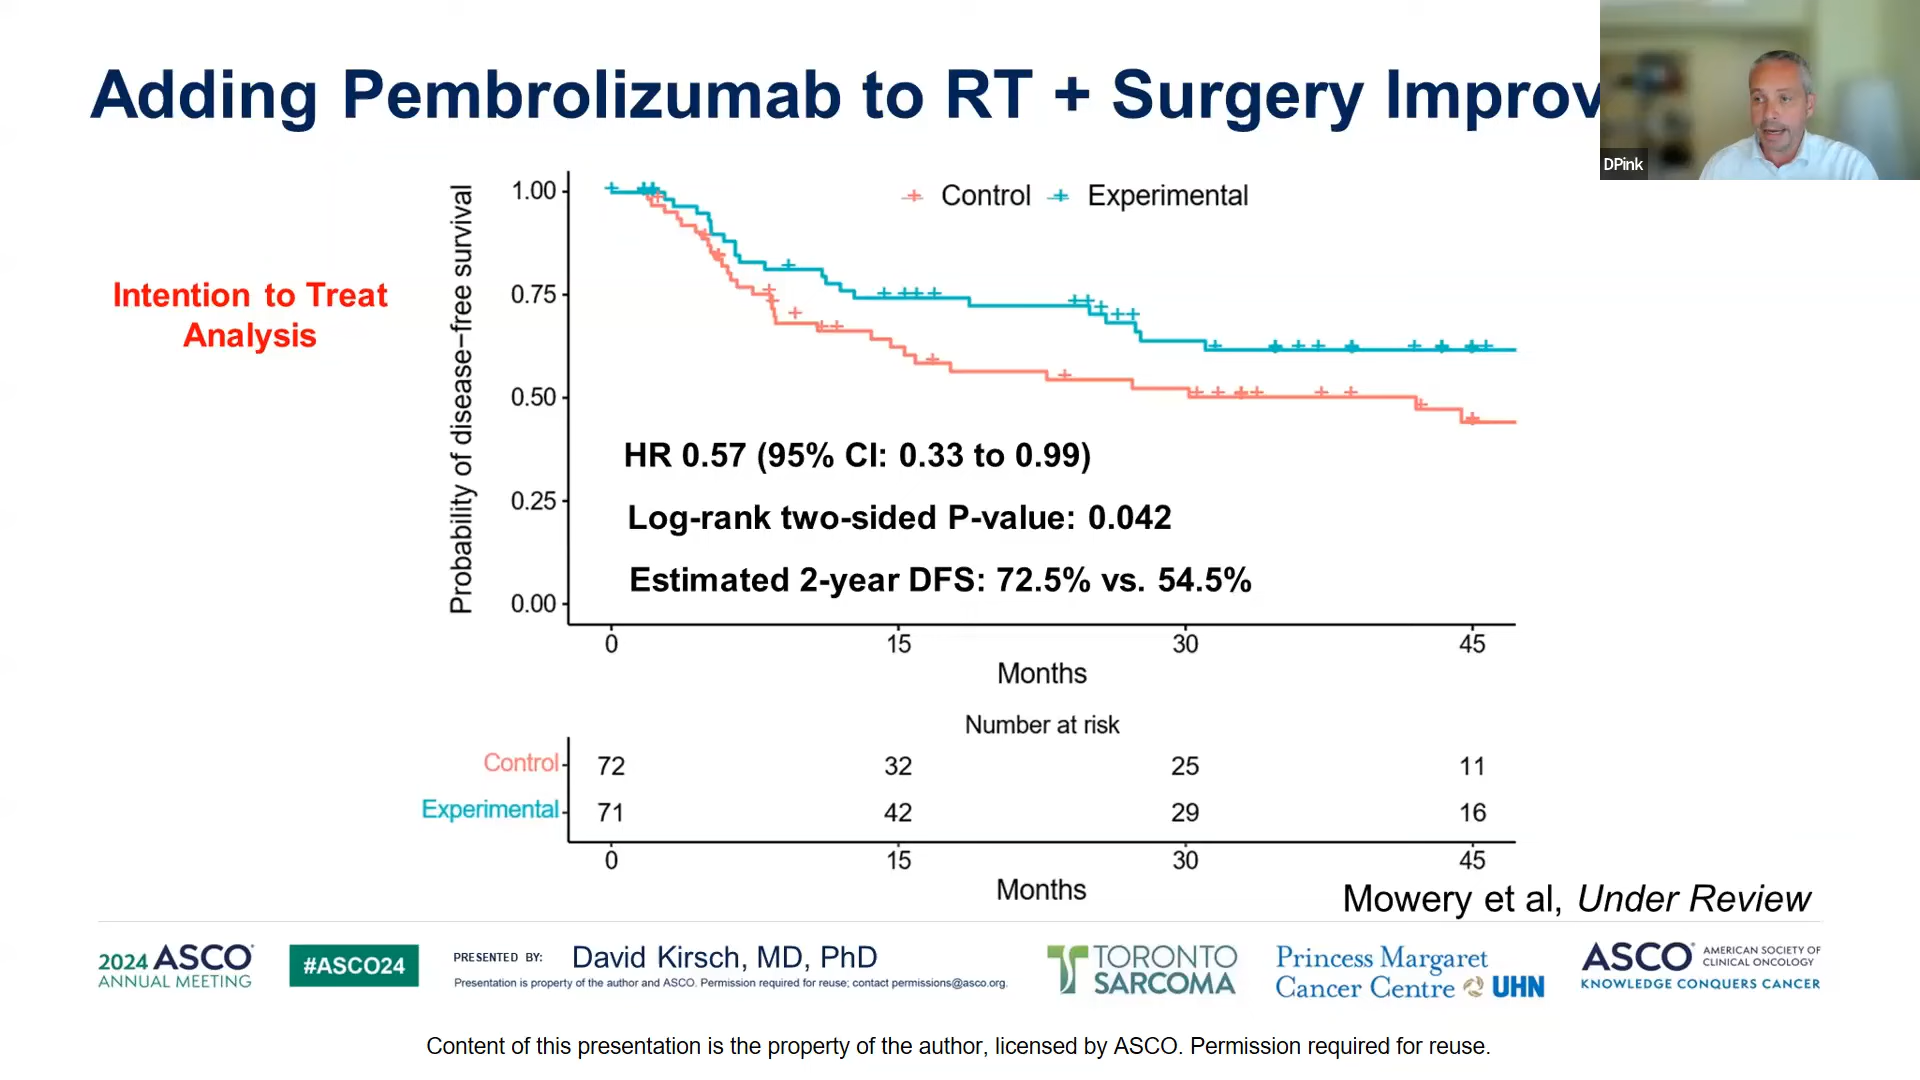 Adding Pembrolizumab to RT + Surgery Improv
DPink
Intention to Treat
Analysis
Probability of disease-free survival
1.00
0.75
0.50
0.25
0.00
Control
Experimental
HR 0.57 (95% CI: 0.33 to 0.99)
Log-rank two-sided P-value: 0.042
Estimated 2-year DFS: 72.5% vs. 54.5%
0 15 30 45
Months
Number at risk
Control 72 32 25 11
Experimental 71 42 29 16
0 15 30 45
Months
Mowery et al, Under Review
2024 ASCO
ANNUAL MEETING
#ASCO24
PRESENTED BY: David Kirsch, MD, PhD
Presentation is property of the author and ASCO. Permission required for reuse; contact permissions@asco.org.
TORONTO
SARCOMA
Princess Margaret
Cancer Centre UHN
ASCO AMERICAN SOCIETY OF
CLINICAL ONCOLOGY
KNOWLEDGE CONQUERS CANCER
Content of this presentation is the property of the author, licensed by ASCO. Permission required for reuse.